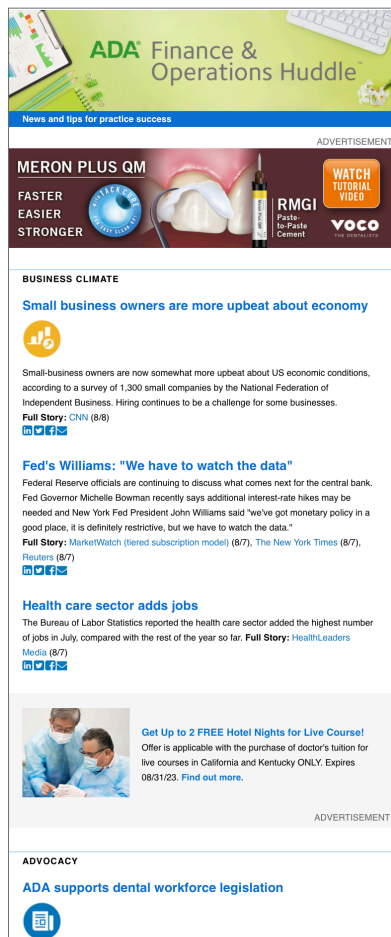 ADA® Finance &
Operations Huddle™
News and tips for practice success
ADVERTISEMENT
MERON PLUS QM
FASTER
EASIER
STRONGER
WITH TACK CURE
FOR EASY CLEAN UP!
RMGI
Paste-
to-Paste
Cement
WATCH
TUTORIAL
VIDEO
VOCO
THE DENTALISTS
BUSINESS CLIMATE
Small business owners are more upbeat about economy
Small-business owners are now somewhat more upbeat about US economic conditions,
according to a survey of 1,300 small companies by the National Federation of
Independent Business. Hiring continues to be a challenge for some businesses.
Full Story: CNN (8/8)
Fed's Williams: "We have to watch the data"
Federal Reserve officials are continuing to discuss what comes next for the central bank.
Fed Governor Michelle Bowman recently says additional interest-rate hikes may be
needed and New York Fed President John Williams said "we've got monetary policy in a
good place, it is definitely restrictive, but we have to watch the data."
Full Story: MarketWatch (tiered subscription model) (8/7), The New York Times (8/7),
Reuters (8/7)
Health care sector adds jobs
The Bureau of Labor Statistics reported the health care sector added the highest number
of jobs in July, compared with the rest of the year so far. Full Story: HealthLeaders
Media (8/7)
Get Up to 2 FREE Hotel Nights for Live Course!
Offer is applicable with the purchase of doctor's tuition for
live courses in California and Kentucky ONLY. Expires
08/31/23. Find out more.
ADVERTISEMENT
ADVOCACY
ADA supports dental workforce legislation